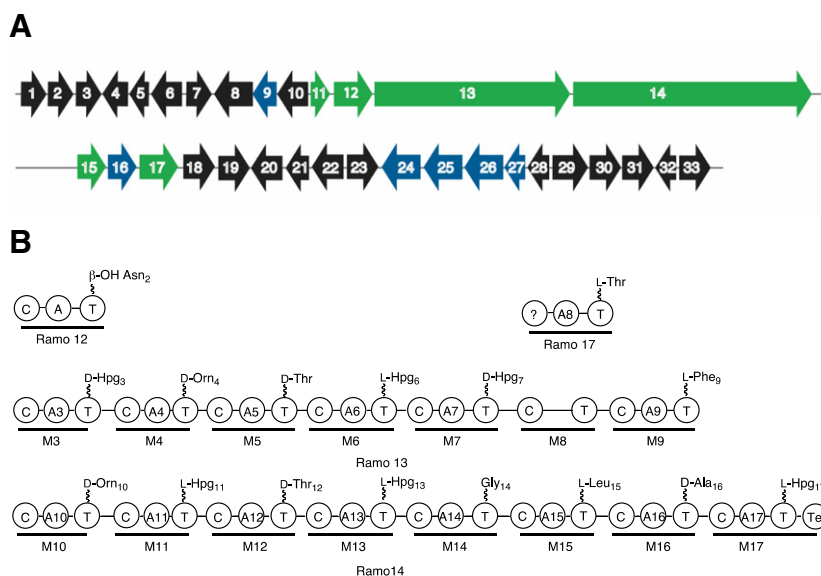 A
1 2 3 4 5 6 7 8 9 10 11 12 13 14
15 16 17 18 19 20 21 22 23 24 25 26 27 28 29 30 31 32 33
B
β-OH Asn2 L-Thr
C A T ? A8 T
Ramo 12 Ramo 17
D-Hpg3 D-Orn4 D-Thr L-Hpg6 D-Hpg7 L-Phe9
C A3 T C A4 T C A5 T C A6 T C A7 T C T C A9 T
M3 M4 M5 M6 M7 M8 M9
Ramo 13
D-Orn10 L-Hpg11 D-Thr12 L-Hpg13 Gly14 L-Leu15 D-Ala16 L-Hpg17
C A10 T C A11 T C A12 T C A13 T C A14 T C A15 T C A16 T C A17 T Te
M10 M11 M12 M13 M14 M15 M16 M17
Ramo14